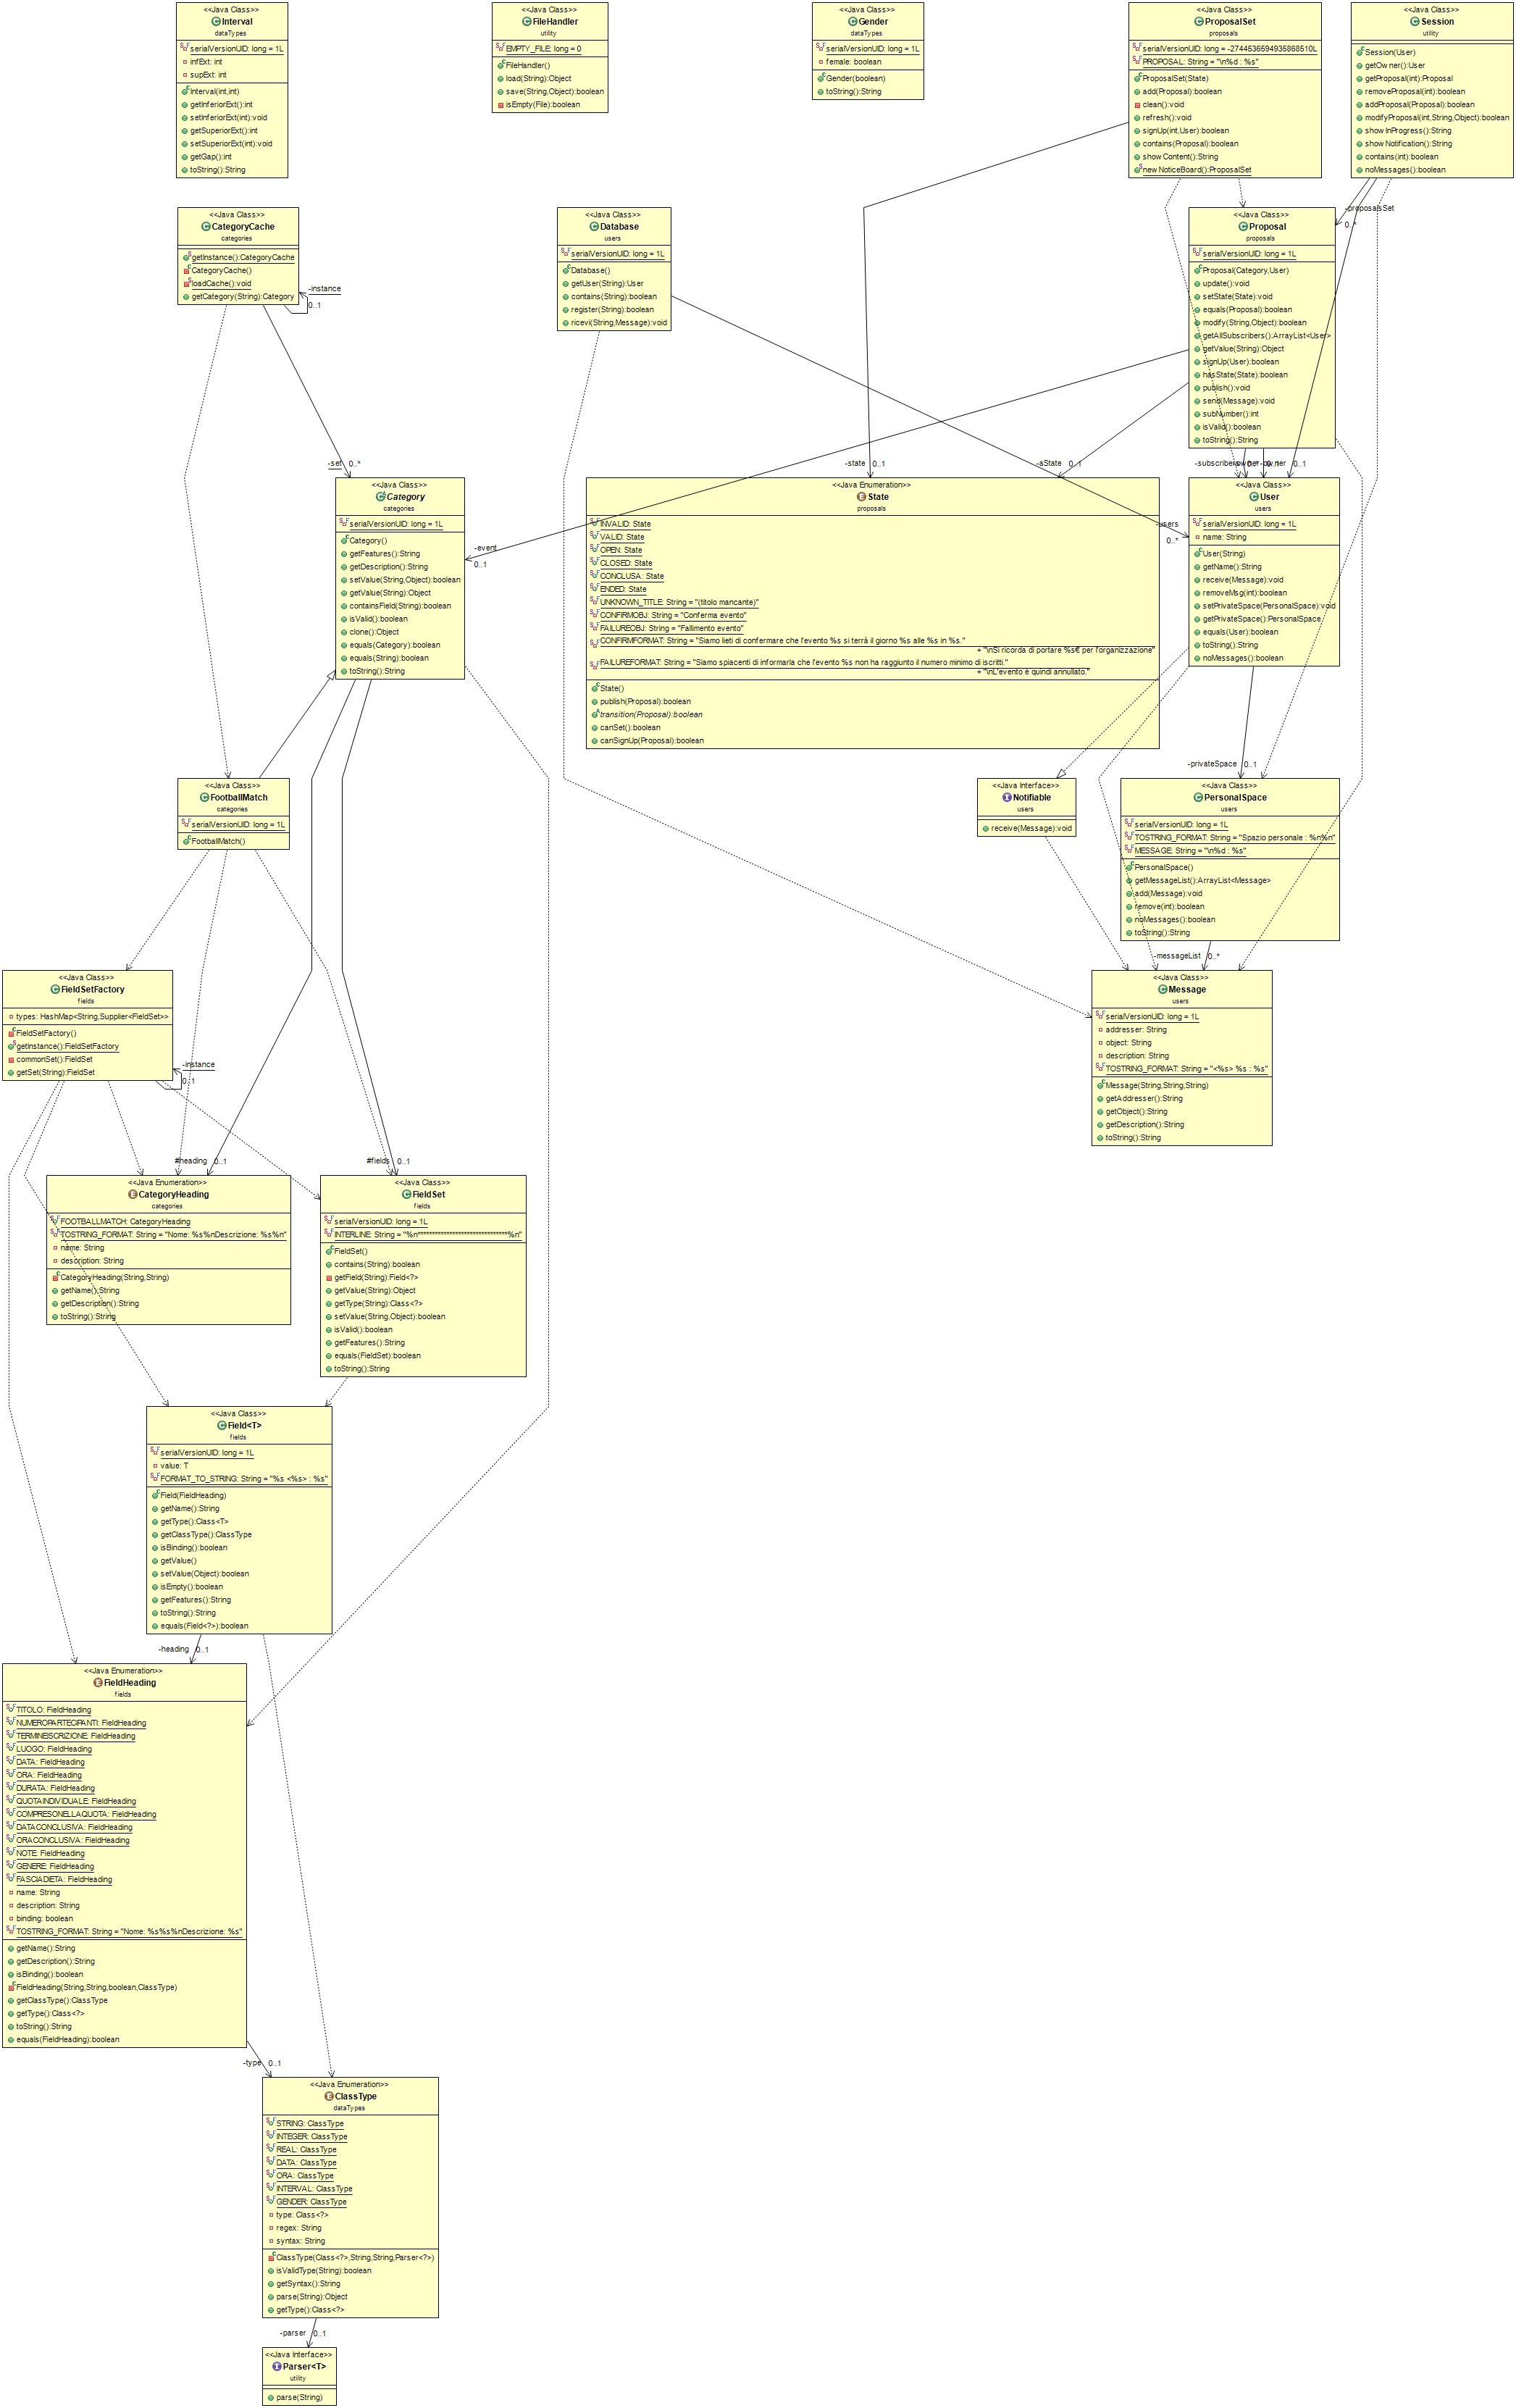 <<Java Class>>
Interval
dataTypes
serialVersionUID: long = 1L
infExt: int
supExt: int
Interval(int,int)
getInferiorExt():int
setInferiorExt(int):void
getSuperiorExt():int
setSuperiorExt(int):void
getGap():int
toString():String
<<Java Class>>
FileHandler
utility
EMPTY_FILE: long = 0
FileHandler()
load(String):Object
save(String,Object):boolean
isEmpty(File):boolean
<<Java Class>>
Gender
dataTypes
serialVersionUID: long = 1L
female: boolean
Gender(boolean)
toString():String
<<Java Class>>
ProposalSet
proposals
serialVersionUID: long = -2744536594935868510L
PROPOSAL: String = "\n%d : %s"
ProposalSet(State)
add(Proposal):boolean
clean():void
refresh():void
signUp(int,User):boolean
contains(Proposal):boolean
showContent():String
newNoticeBoard():ProposalSet
<<Java Class>>
Session
utility
Session(User)
getOwner():User
getProposal(int):Proposal
removeProposal(int):boolean
addProposal(Proposal):boolean
modifyProposal(int,String,Object):boolean
showInProgress():String
showNotification():String
contains(int):boolean
noMessages():boolean
<<Java Class>>
CategoryCache
categories
getInstance():CategoryCache
CategoryCache()
loadCache():void
getCategory(String):Category
-instance
0..1
<<Java Class>>
Database
users
serialVersionUID: long = 1L
Database()
getUser(String):User
contains(String):boolean
register(String):boolean
ricevi(String,Message):void
<<Java Class>>
Proposal
proposals
serialVersionUID: long = 1L
Proposal(Category,User)
update():void
setState(State):void
equals(Proposal):boolean
modify(String,Object):boolean
getAllSubscribers():ArrayList<User>
getValue(String):Object
signUp(User):boolean
hasState(State):boolean
publish():void
send(Message):void
subNumber():int
isValid():boolean
toString():String
-proposalsSet
0..*
-set 0..*
-state 0..1
-aState 0..1
0..1
<<Java Class>>
Category
categories
serialVersionUID: long = 1L
Category()
getFeatures():String
getDescription():String
setValue(String,Object):boolean
getValue(String):Object
containsField(String):boolean
isValid():boolean
clone():Object
equals(Category):boolean
equals(String):boolean
toString():String
-event
0..1
<<Java Enumeration>>
State
proposals
INVALID: State
VALID: State
OPEN: State
CLOSED: State
CONCLUSA: State
ENDED: State
UNKNOWN_TITLE: String = "(titolo mancante)"
CONFIRMOBJ: String = "Conferma evento"
FAILUREOBJ: String = "Fallimento evento"
CONFIRMFORMAT: String = "Siamo lieti di confermare che l'evento %s si terrà il giorno %s alle %s in %s."
+ "\nSi ricorda di portare %s€ per l'organizzazione"
FAILUREFORMAT: String = "Siamo spiacenti di informarla che l'evento %s non ha raggiunto il numero minimo di iscritti."
+ "\nL'evento è quindi annullato."
State()
publish(Proposal):boolean
transition(Proposal):boolean
canSet():boolean
canSignUp(Proposal):boolean
-users
0..*
<<Java Class>>
User
users
serialVersionUID: long = 1L
name: String
User(String)
getName():String
receive(Message):void
removeMsg(int):boolean
setPrivateSpace(PersonalSpace):void
getPrivateSpace():PersonalSpace
equals(User):boolean
toString():String
noMessages():boolean
-privateSpace 0..1
<<Java Class>>
FootballMatch
categories
serialVersionUID: long = 1L
FootballMatch()
<<Java Interface>>
Notifiable
users
receive(Message):void
<<Java Class>>
PersonalSpace
users
serialVersionUID: long = 1L
TOSTRING_FORMAT: String = "Spazio personale : %n%n"
MESSAGE: String = "\n%d : %s"
PersonalSpace()
getMessageList():ArrayList<Message>
add(Message):void
remove(int):boolean
noMessages():boolean
toString():String
-messageList 0..*
<<Java Class>>
FieldSetFactory
fields
types: HashMap<String,Supplier<FieldSet>>
FieldSetFactory()
getInstance():FieldSetFactory
commonSet():FieldSet
getSet(String):FieldSet
-instance
0..1
<<Java Class>>
Message
users
serialVersionUID: long = 1L
addresser: String
object: String
description: String
TOSTRING_FORMAT: String = "<%s> %s : %s"
Message(String,String,String)
getAddresser():String
getObject():String
getDescription():String
toString():String
#heading 0..1
#fields 0..1
<<Java Enumeration>>
CategoryHeading
categories
FOOTBALLMATCH: CategoryHeading
TOSTRING_FORMAT: String = "Nome: %s%nDescrizione: %s%n"
name: String
description: String
CategoryHeading(String,String)
getName():String
getDescription():String
toString():String
<<Java Class>>
FieldSet
fields
serialVersionUID: long = 1L
FieldSet()
contains(String):boolean
getField(String):Field<?>
getValue(String):Object
getType(String):Class<?>
setValue(String,Object):boolean
isValid():boolean
getFeatures():String
equals(FieldSet):boolean
toString():String
<<Java Class>>
Field<T>
fields
serialVersionUID: long = 1L
value: T
FORMAT_TO_STRING: String = "%s <%s> : %s"
Field(FieldHeading)
getName():String
getType():Class<T>
getClassType():ClassType
isBinding():boolean
getValue()
setValue(Object):boolean
isEmpty():boolean
getFeatures():String
toString():String
equals(Field<?>):boolean
-heading 0..1
<<Java Enumeration>>
FieldHeading
fields
TITOLO: FieldHeading
NUMEROPARTECIPANTI: FieldHeading
TERMINEISCRIZIONE: FieldHeading
LUOGO: FieldHeading
DATA: FieldHeading
ORA: FieldHeading
DURATA: FieldHeading
QUOTAINDIVIDUALE: FieldHeading
COMPRESONELLAQUOTA: FieldHeading
DATACONCLUSIVA: FieldHeading
ORACONCLUSIVA: FieldHeading
NOTE: FieldHeading
GENERE: FieldHeading
FASCIADIETA: FieldHeading
name: String
description: String
binding: boolean
TOSTRING_FORMAT: String = "Nome: %s%s%nDescrizione: %s"
getName():String
getDescription():String
isBinding():boolean
FieldHeading(String,String,boolean,ClassType)
getClassType():ClassType
getType():Class<?>
toString():String
equals(FieldHeading):boolean
-type 0..1
<<Java Enumeration>>
ClassType
dataTypes
STRING: ClassType
INTEGER: ClassType
REAL: ClassType
DATA: ClassType
ORA: ClassType
INTERVAL: ClassType
GENDER: ClassType
type: Class<?>
regex: String
syntax: String
ClassType(Class<?>,String,String,Parser<?>)
isValidType(String):boolean
getSyntax():String
parse(String):Object
getType():Class<?>
-parser 0..1
<<Java Interface>>
Parser<T>
utility
parse(String)